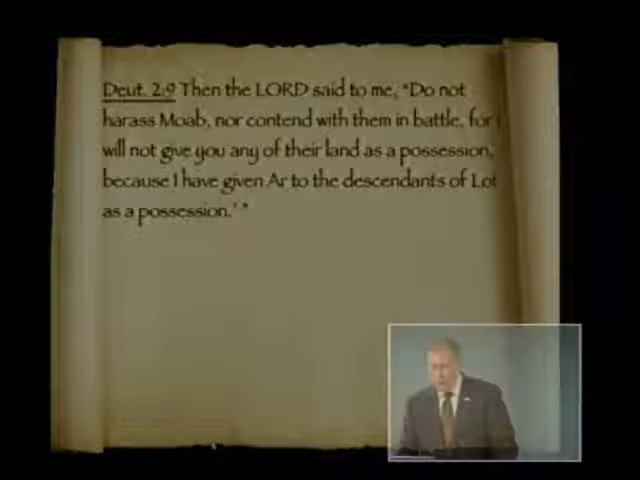 Deut. 2:9 Then the LORD said to me, "Do not
harass Moab, nor contend with them in battle, for I
will not give you any of their land as a possession,
because I have given Ar to the descendants of Lot
as a possession.' "